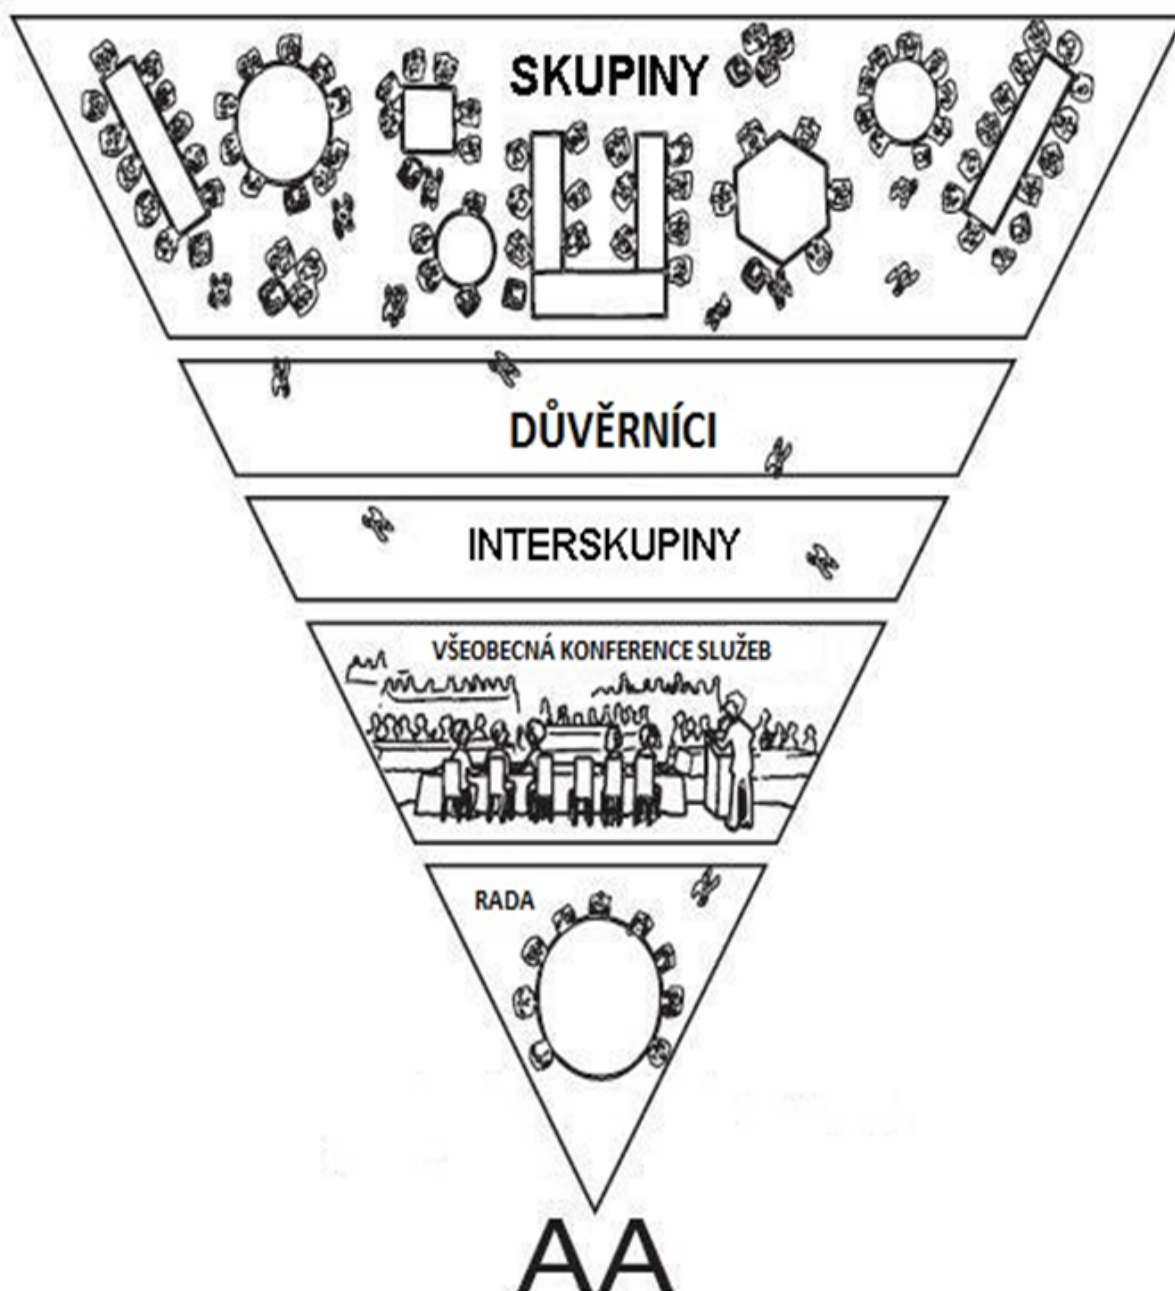 SKUPINY
DŮVĚRNÍCI
INTERSKUPINY
VŠEOBECNÁ KONFERENCE SLUŽEB
RADA
AA